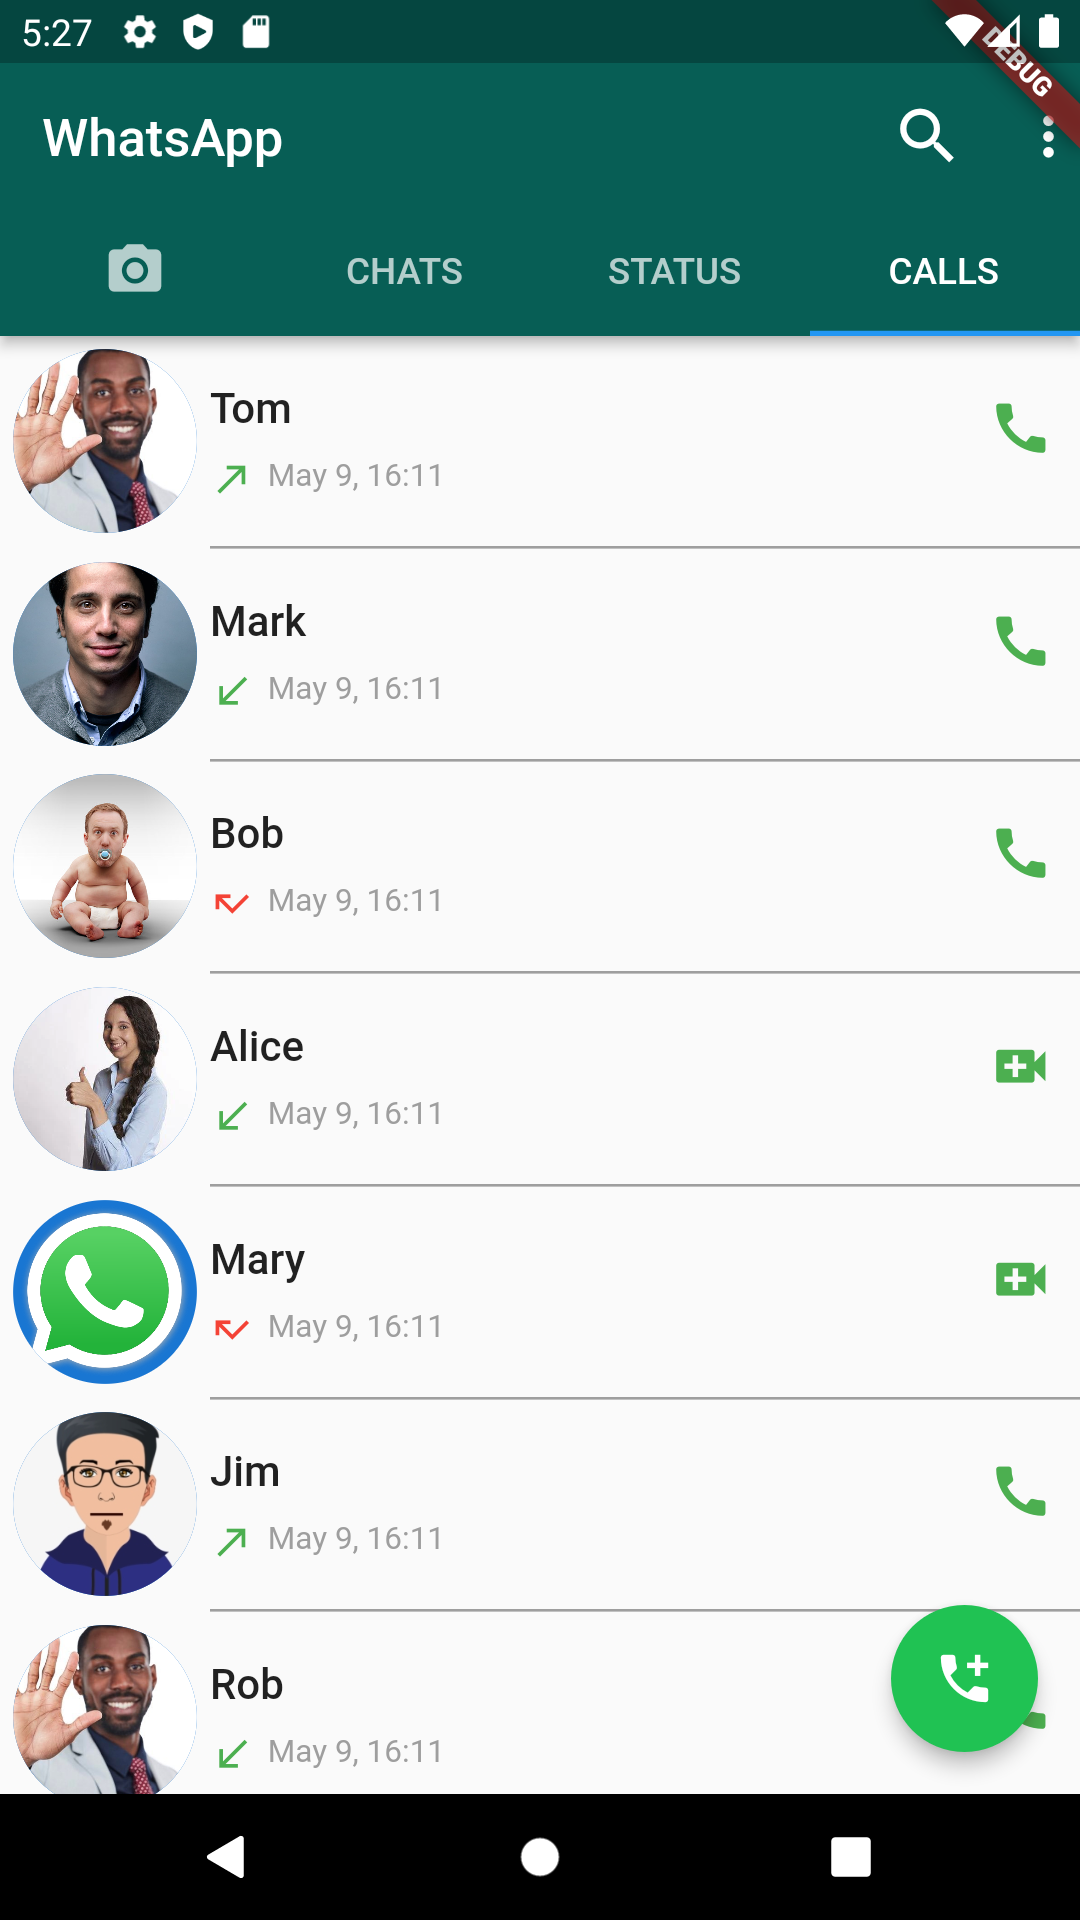 5:27
DEBUG
WhatsApp
CHATS STATUS CALLS
Tom
May 9, 16:11
Mark
May 9, 16:11
Bob
May 9, 16:11
Alice
May 9, 16:11
Mary
May 9, 16:11
Jim
May 9, 16:11
Rob
May 9, 16:11